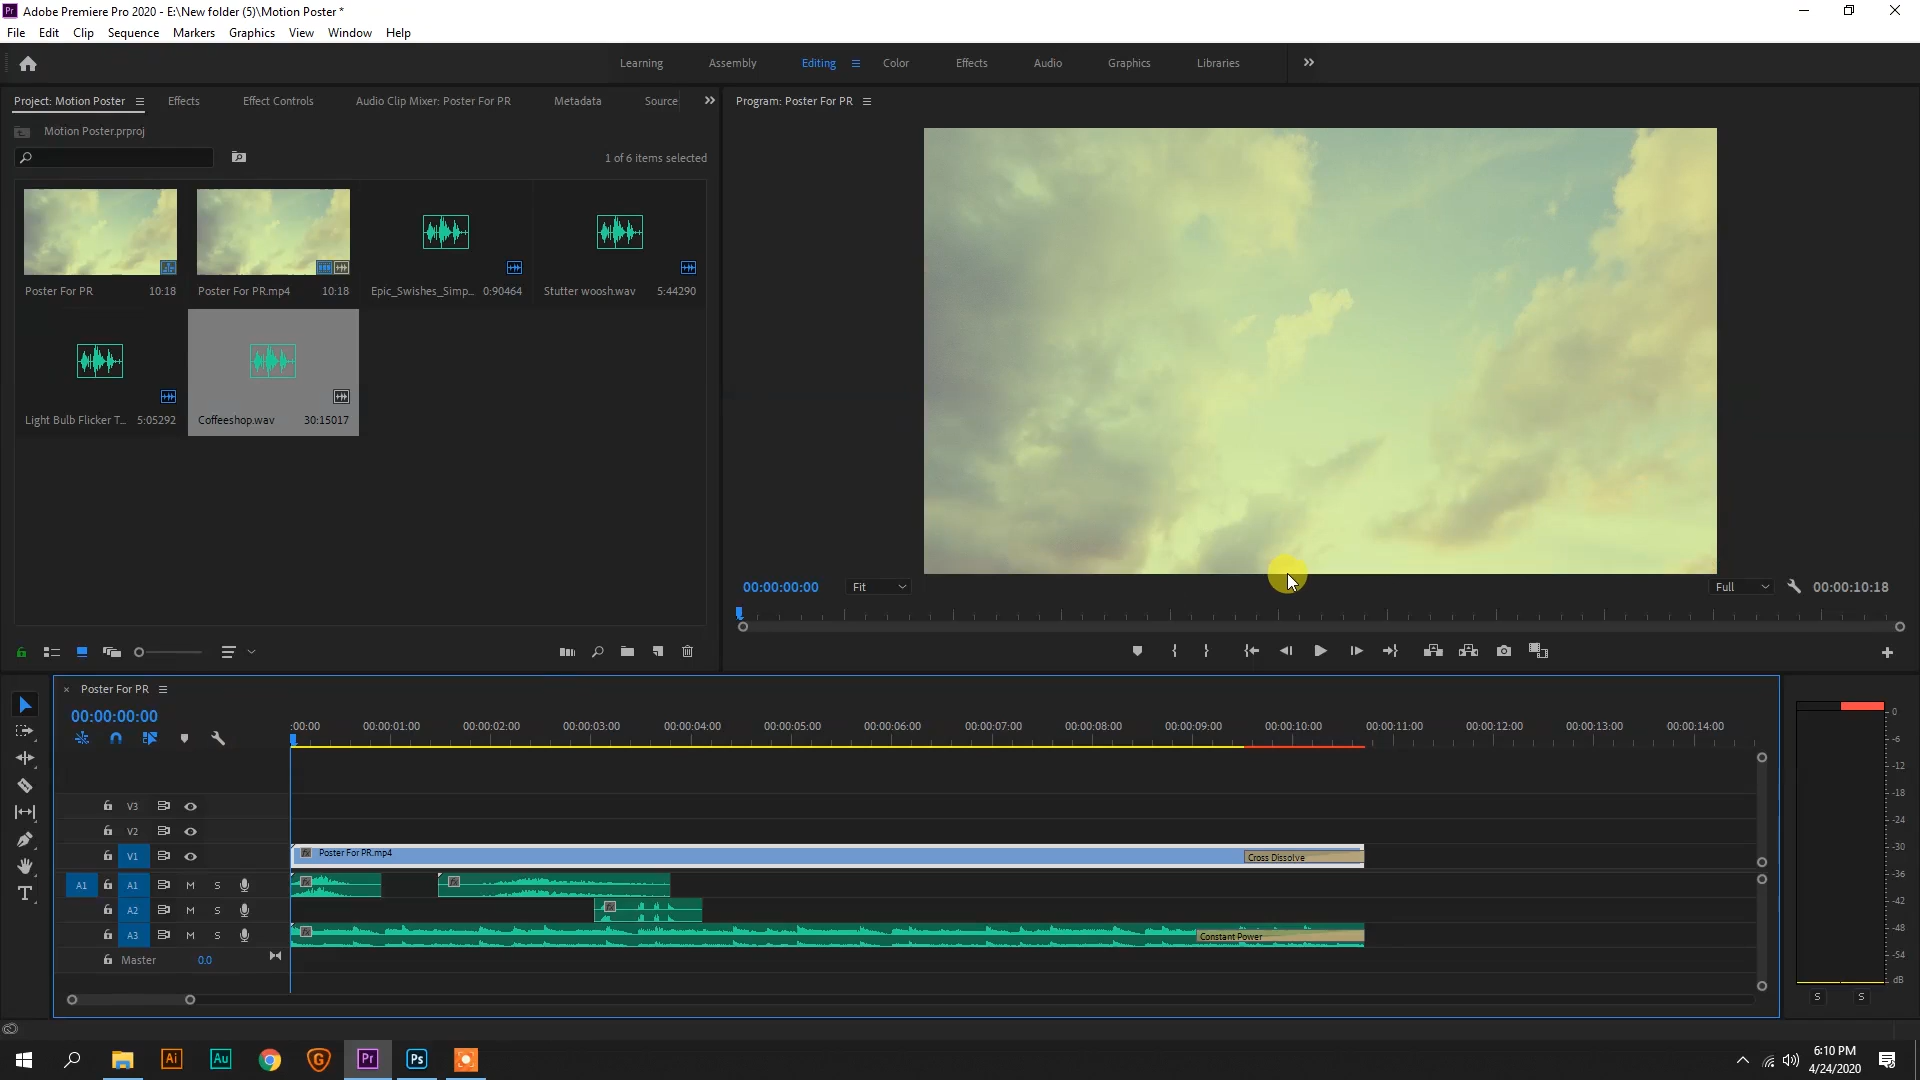 Adobe Premiere Pro 2020 - E:\New folder (5)\Motion Poster *
File Edit Clip Sequence Markers Graphics View Window Help
Learning Assembly Editing Color Effects Audio Graphics Libraries
Project: Motion Poster Effects Effect Controls Audio Clip Mixer: Poster For PR Metadata Source
Program: Poster For PR
Motion Poster.prproj
1 of 6 items selected
Poster For PR 10:18 Poster For PR.mp4 10:18 Epic_Swishes_Simp... 0:90464 Stutter woosh.wav 5:44290
Light Bulb Flicker T... 5:05292 Coffeeshop.wav 30:15017
00:00:00:00 Fit Full 00:00:10:18
Poster For PR
00:00:00:00
:00:00 00:00:01:00 00:00:02:00 00:00:03:00 00:00:04:00 00:00:05:00 00:00:06:00 00:00:07:00 00:00:08:00 00:00:09:00 00:00:10:00 00:00:11:00 00:00:12:00 00:00:13:00 00:00:14:00
V3
V2
V1 fx Poster For PR.mp4 Cross Dissolve
A1 A1 M S
A2 M S
A3 M S Constant Power
Master 0.0
0
-6
-12
-18
-24
-30
-36
-42
-48
-54
dB
S S
Ai Au G Pr Ps
6:10 PM
4/24/2020